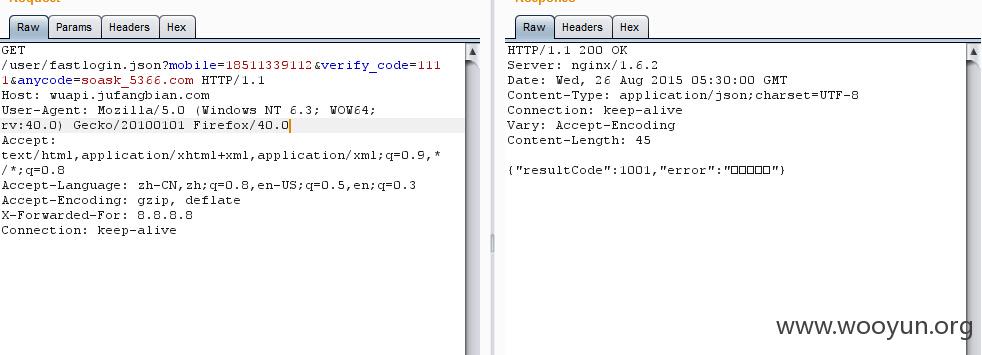 Request
Response
Raw Params Headers Hex
Raw Headers Hex
GET
/user/fastlogin.json?mobile=18511339112&verify_code=111
1&anycode=soask_5366.com HTTP/1.1
Host: wuapi.jufangbian.com
User-Agent: Mozilla/5.0 (Windows NT 6.3; WOW64;
rv:40.0) Gecko/20100101 Firefox/40.0
Accept:
text/html,application/xhtml+xml,application/xml;q=0.9,*
/*;q=0.8
Accept-Language: zh-CN,zh;q=0.8,en-US;q=0.5,en;q=0.3
Accept-Encoding: gzip, deflate
X-Forwarded-For: 8.8.8.8
Connection: keep-alive
HTTP/1.1 200 OK
Server: nginx/1.6.2
Date: Wed, 26 Aug 2015 05:30:00 GMT
Content-Type: application/json;charset=UTF-8
Connection: keep-alive
Vary: Accept-Encoding
Content-Length: 45
{"resultCode":1001,"error":"□□□□□"}
www.wooyun.org